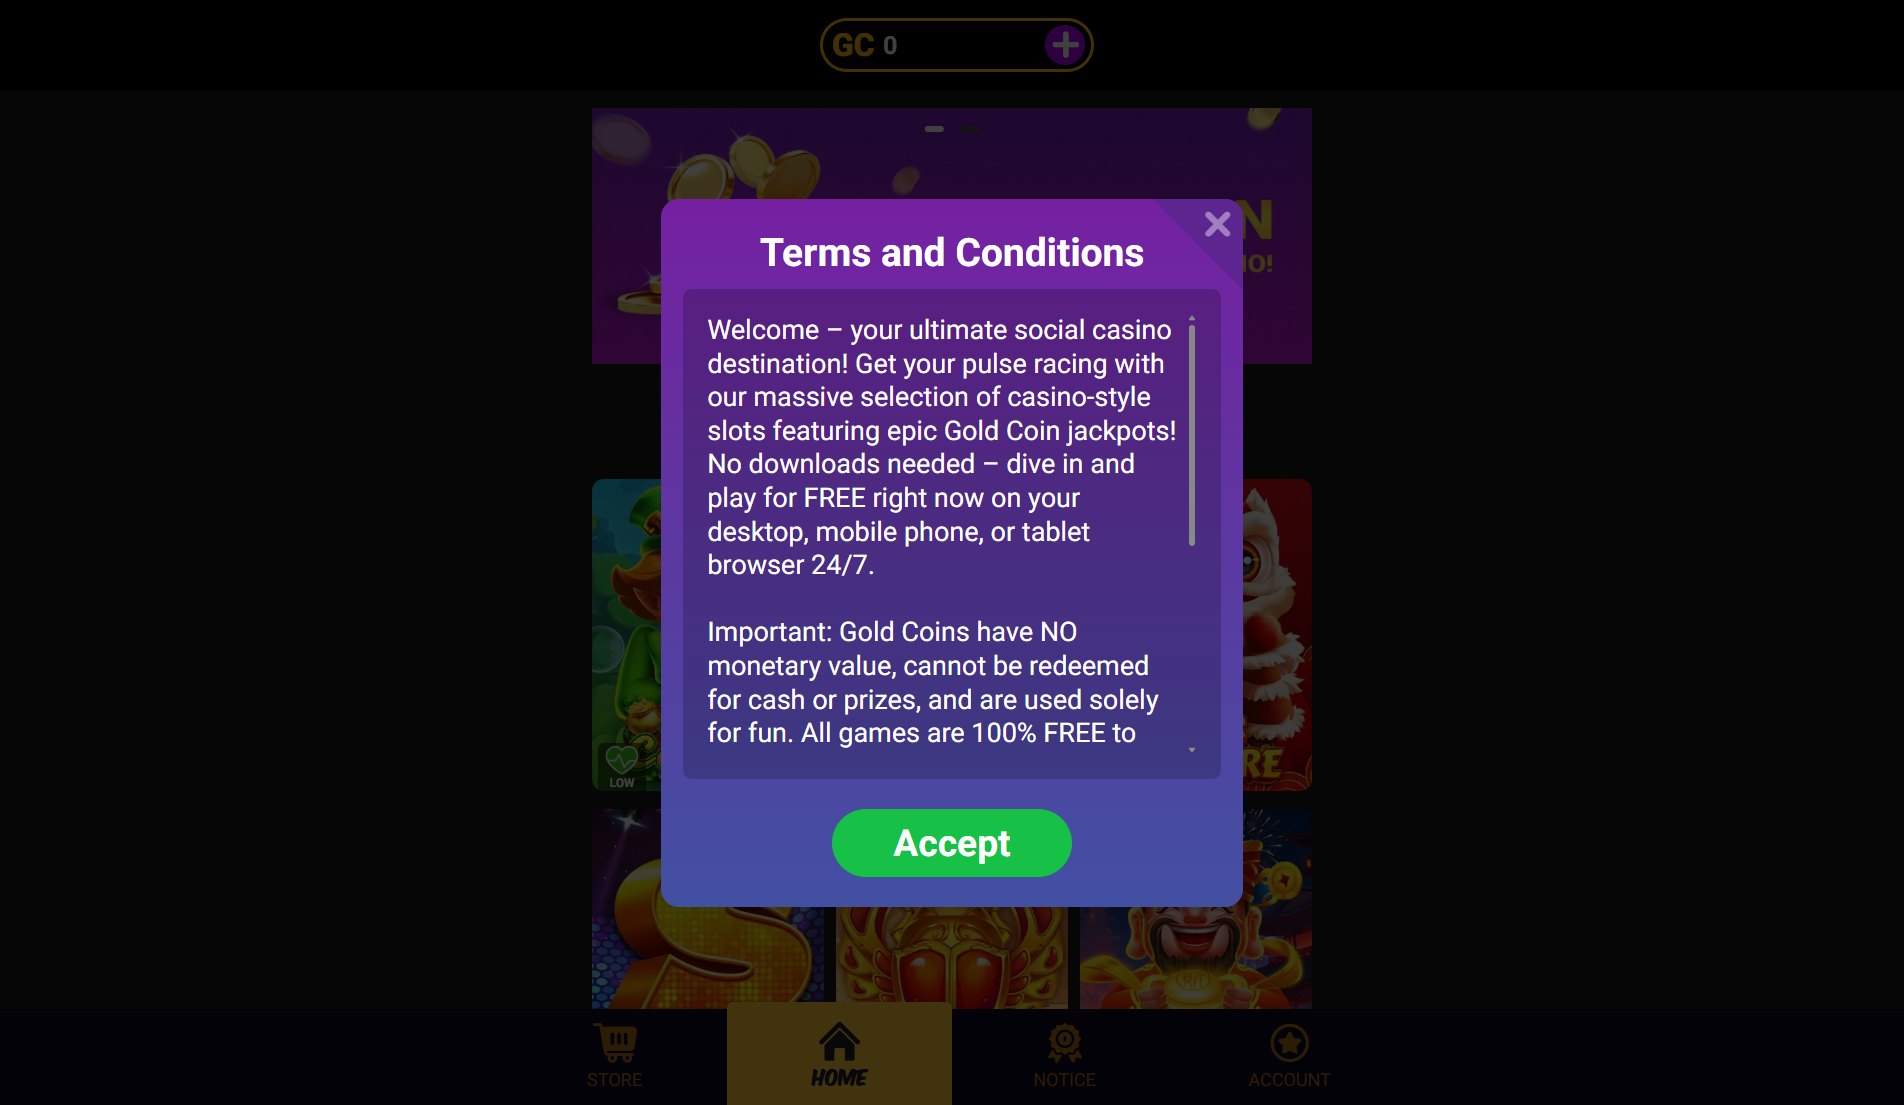 GC 0
N
IO!
Terms and Conditions
Welcome – your ultimate social casino
destination! Get your pulse racing with
our massive selection of casino-style
slots featuring epic Gold Coin jackpots!
No downloads needed – dive in and
play for FREE right now on your
desktop, mobile phone, or tablet
browser 24/7.
Important: Gold Coins have NO
monetary value, cannot be redeemed
for cash or prizes, and are used solely
for fun. All games are 100% FREE to
LOW
RE
Accept
STORE
HOME
NOTICE
ACCOUNT